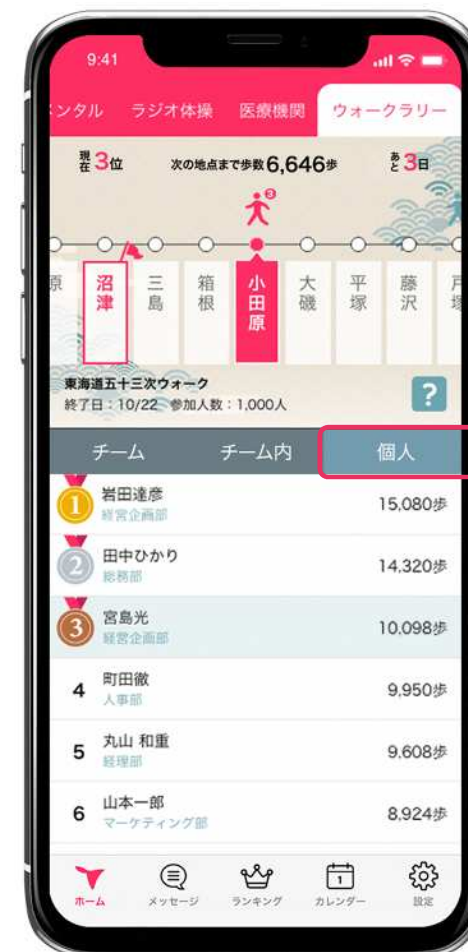 9:41
メンタル ラジオ体操 医療機関 ウォークラリー
現在3位 次の地点まで歩数6,646歩 あと3日
3
原 沼津 三島 箱根 小田原 大磯 平塚 藤沢 戸塚
東海道五十三次ウォーク
終了日:10/22 参加人数:1,000人
?
チーム チーム内 個人
1 岩田達彦 15,080歩
経営企画部
2 田中ひかり 14,320歩
総務部
3 宮島光 10,098歩
経営企画部
4 町田徹 9,950歩
人事部
5 丸山 和重 9,608歩
経理部
6 山本一郎 8,924歩
マーケティング部
1
ホーム メッセージ ランキング カレンダー 設定